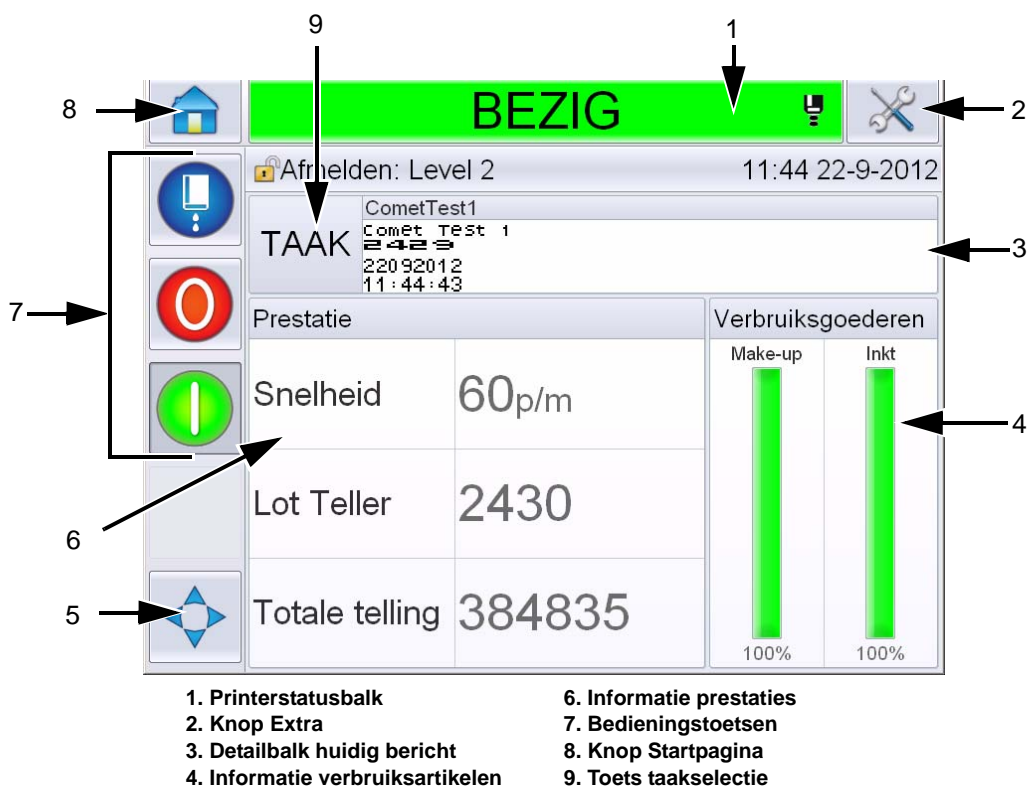 9
1
8
BEZIG
2
Afmelden: Level 2
11:44 22-9-2012
TAAK
CometTest1
Comet Test 1
2429
22092012
11:44:43
3
7
Prestatie
Verbruiksgoederen
Make-up
Inkt
Snelheid
60p/m
4
Lot Teller
2430
6
5
Totale telling
384835
100%
100%
1. Printerstatusbalk
2. Knop Extra
3. Detailbalk huidig bericht
4. Informatie verbruiksartikelen
6. Informatie prestaties
7. Bedieningstoetsen
8. Knop Startpagina
9. Toets taakselectie